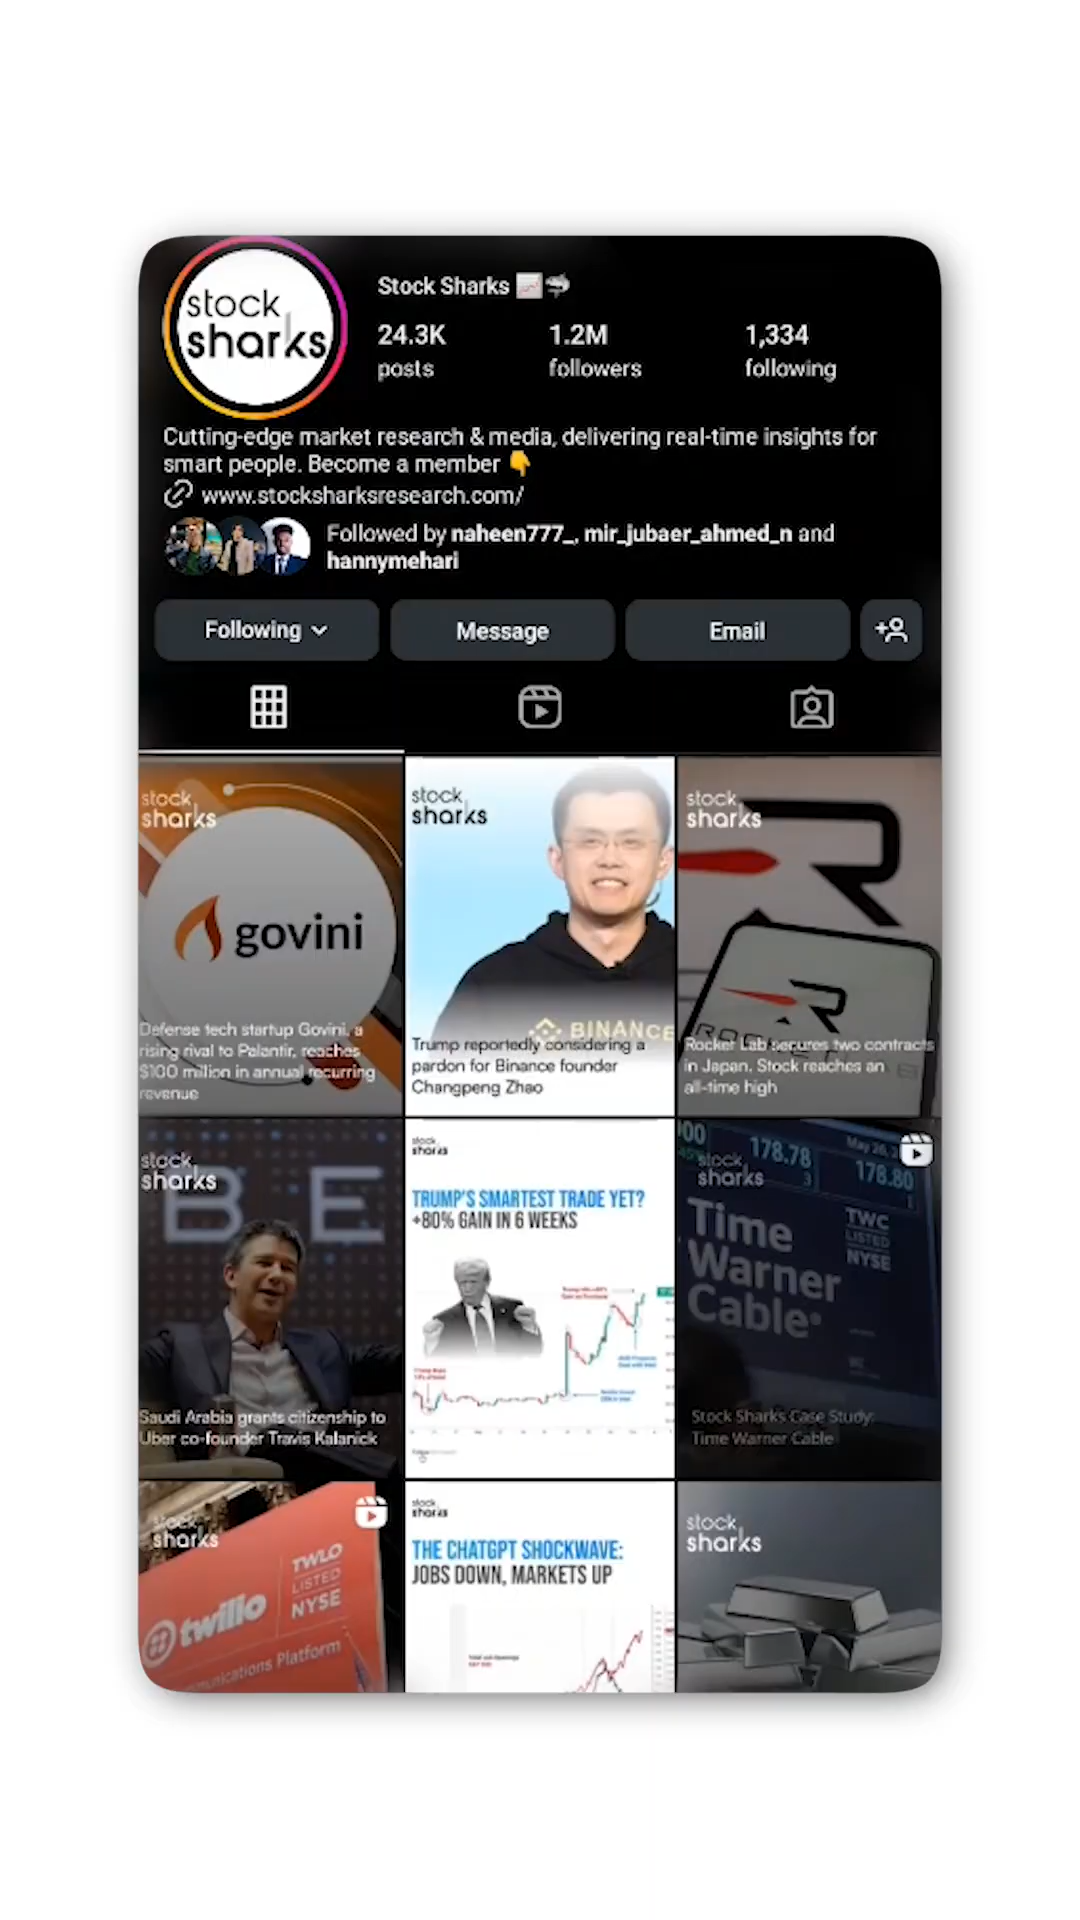 stock
sharks
Stock Sharks 📈🦈
24.3K
posts
1.2M
followers
1,334
following
Cutting-edge market research & media, delivering real-time insights for
smart people. Become a member 👇
www.stocksharksresearch.com/
Followed by naheen777_, mir_jubaer_ahmed_n and
hannymehari
Following
Message
Email
stock
sharks
govini
Defense tech startup Govini, a
rising rival to Palantir, reaches
$100 million in annual recurring
revenue
stock
sharks
BINANCE
Trump reportedly considering a
pardon for Binance founder
Changpeng Zhao
stock
sharks
Rocket Lab secures two contracts
in Japan. Stock reaches an
all-time high
stock
sharks
B E
Saudi Arabia grants citizenship to
Uber co-founder Travis Kalanick
stock
sharks
TRUMP'S SMARTEST TRADE YET?
+80% GAIN IN 6 WEEKS
178.78
3
May 26,
178.80
1
stock
sharks
Time
Warner
Cable
TWC
LISTED
NYSE
Stock Sharks Case Study:
Time Warner Cable
stock
sharks
twilio
TWLO
LISTED
NYSE
mmunications Platform
stock
sharks
THE CHATGPT SHOCKWAVE:
JOBS DOWN, MARKETS UP
stock
sharks